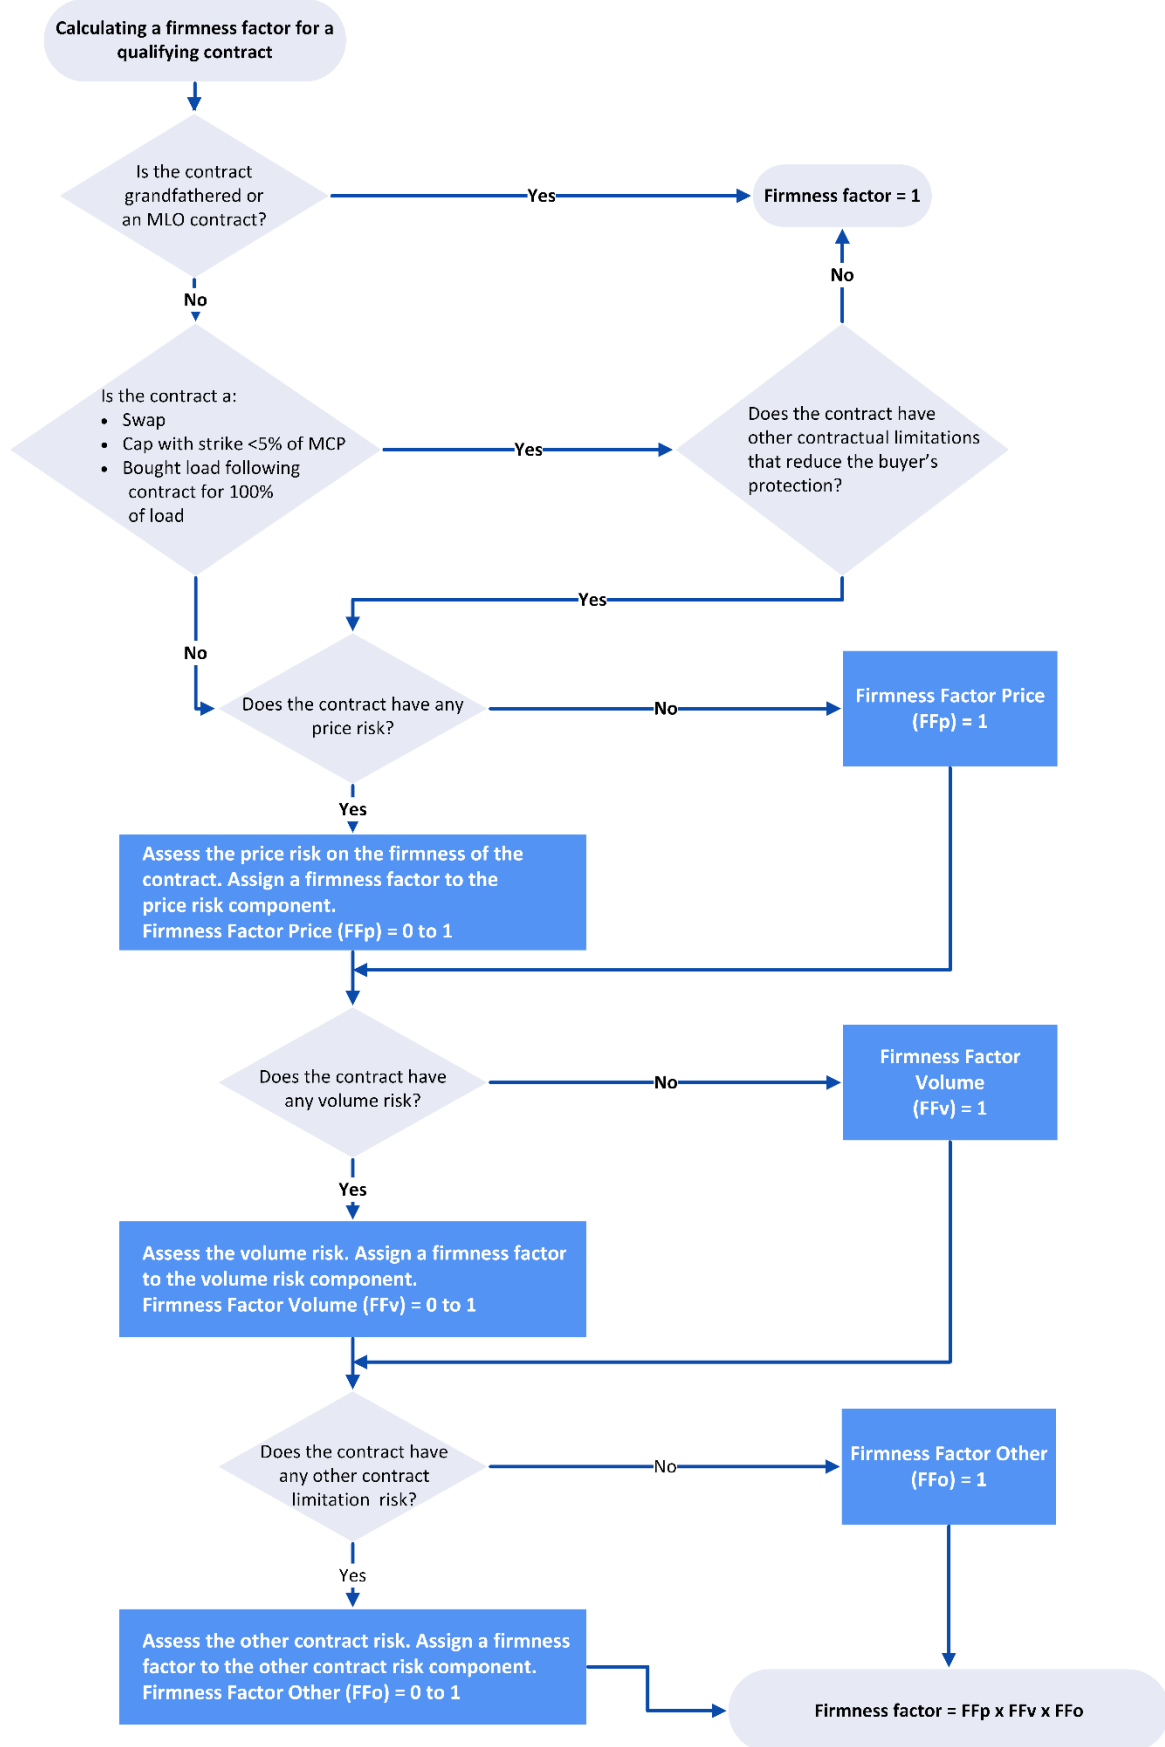 Calculating a firmness factor for a
qualifying contract
Is the contract
grandfathered or
an MLO contract?
Yes
Firmness factor = 1
No
No
Is the contract a:
• Swap
• Cap with strike <5% of MCP
• Bought load following
contract for 100%
of load
Yes
Does the contract have
other contractual limitations
that reduce the buyer's
protection?
Yes
No
Does the contract have any
price risk?
No
Firmness Factor Price
(FFp) = 1
Yes
Assess the price risk on the firmness of the
contract. Assign a firmness factor to the
price risk component.
Firmness Factor Price (FFp) = 0 to 1
Does the contract have
any volume risk?
No
Firmness Factor
Volume
(FFv) = 1
Yes
Assess the volume risk. Assign a firmness factor
to the volume risk component.
Firmness Factor Volume (FFv) = 0 to 1
Does the contract have
any other contract
limitation risk?
No
Firmness Factor Other
(FFo) = 1
Yes
Assess the other contract risk. Assign a firmness
factor to the other contract risk component.
Firmness Factor Other (FFo) = 0 to 1
Firmness factor = FFp x FFv x FFo